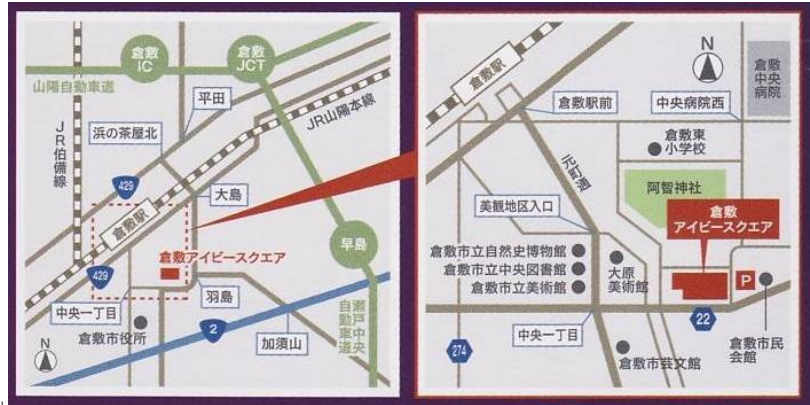 倉敷
IC
倉敷
JCT
山陽自動車道
平田
浜の茶屋北
JR山陽本線
JR伯備線
429
大島
倉敷駅
倉敷アイビースクエア
早島
429
羽島
中央一丁目
倉敷市役所
2
加須山
瀬戸中央
自動車道
N
倉敷駅
N
倉敷
中央
病院
倉敷駅前
中央病院西
倉敷東
小学校
元町通
阿智神社
美観地区入口
倉敷
アイビースクエア
倉敷市立自然史博物館
倉敷市立中央図書館
倉敷市立美術館
大原
美術館
P
中央一丁目
22
倉敷市民
会館
274
倉敷市芸文館